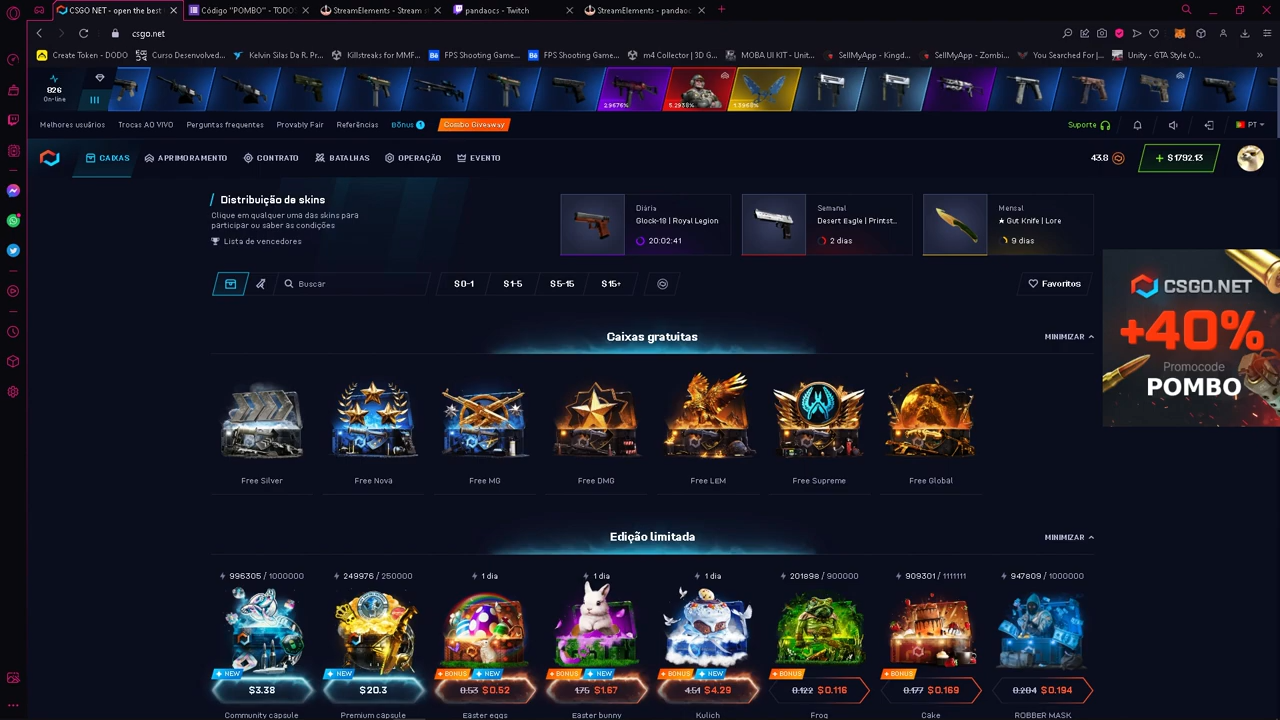 CSGO.NET - open the best
Código "POMBO" - TODOS
StreamElements - Stream s
pandaocs - Twitch
StreamElements - pandaoc
csgo.net
Create Token - DODO
Curso Desenvolved...
Kelvin Silas Da R. Pr...
Killstreaks for MMF...
FPS Shooting Game...
FPS Shooting Game...
m4 Collector | 3D G...
MOBA UI KIT - Unit...
SellMyApp - Kingd...
SellMyApp - Zombi...
You Searched For |...
Unity - GTA Style O...
826
On-line
2.9676%
5.2938%
1.3968%
Melhores usuários
Trocas AO VIVO
Perguntas frequentes
Provably Fair
Referências
Bônus
Combo Giveaway
Suporte
PT
CAIXAS
APRIMORAMENTO
CONTRATO
BATALHAS
OPERAÇÃO
EVENTO
43.8
+ $ 1792.13
Distribuição de skins
Clique em qualquer uma das skins para
participar ou saber as condições
Lista de vencedores
Diária
Glock-18 | Royal Legion
20:02:41
Semanal
Desert Eagle | Printst...
2 dias
Mensal
★ Gut Knife | Lore
9 dias
Buscar
$ 0-1
$ 1-5
$ 5-15
$ 15+
Favoritos
CSGO.NET
+40%
Promocode
POMBO
Caixas gratuitas
MINIMIZAR
Free Silver
Free Nova
Free MG
Free DMG
Free LEM
Free Supreme
Free Global
Edição limitada
MINIMIZAR
996305 / 1000000
249976 / 250000
1 dia
1 dia
1 dia
201898 / 900000
909301 / 1111111
947809 / 1000000
+ NEW
+ NEW
+ BONUS + NEW
+ BONUS + NEW
+ BONUS + NEW
+ BONUS
+ BONUS
$3.38
$20.3
0.53 $0.52
1.75 $1.67
4.51 $4.29
0.122 $0.116
0.177 $0.169
0.204 $0.194
Community capsule
Premium capsule
Easter eggs
Easter bunny
Kulich
Frog
Cake
ROBBER MASK